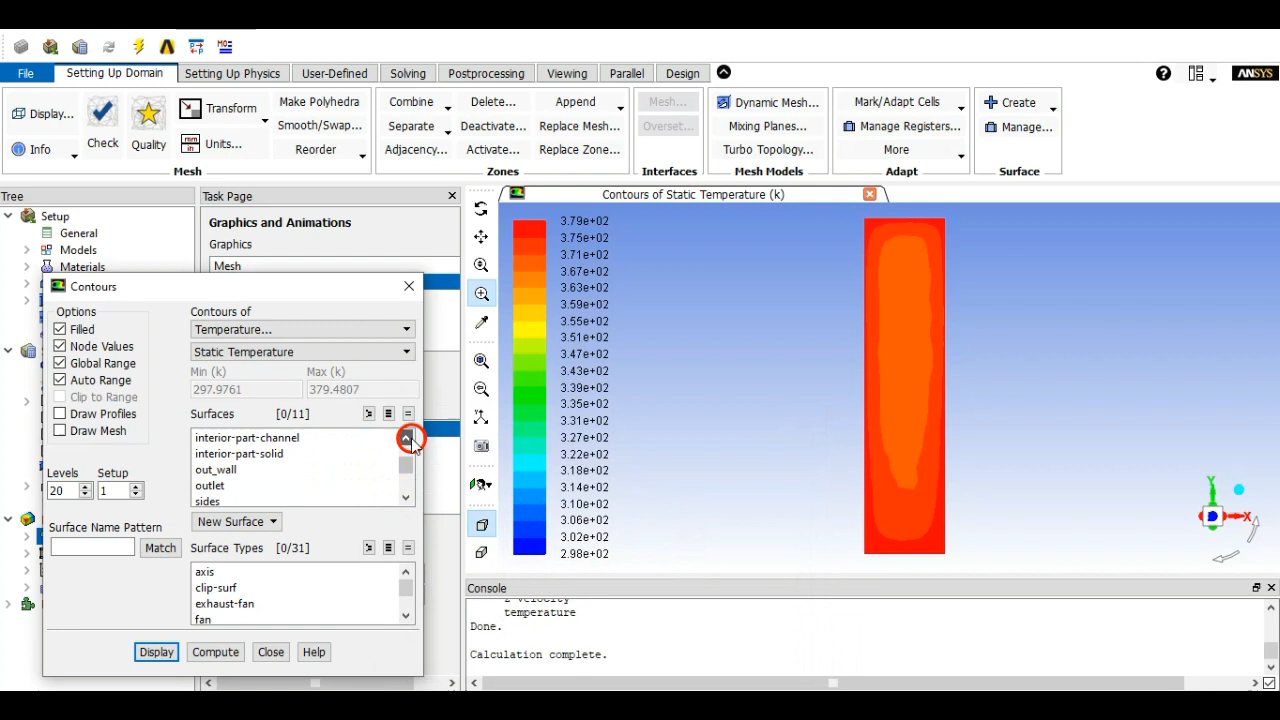 File
Setting Up Domain
Setting Up Physics
User-Defined
Solving
Postprocessing
Viewing
Parallel
Design
ANSYS
Display...
Info
Check
Quality
Transform
Units...
Make Polyhedra
Smooth/Swap...
Reorder
Mesh
Combine
Separate
Adjacency...
Delete...
Deactivate...
Activate...
Append
Replace Mesh...
Replace Zone...
Zones
Mesh...
Overset...
Interfaces
Dynamic Mesh...
Mixing Planes...
Turbo Topology...
Mesh Models
Mark/Adapt Cells
Manage Registers...
More
Adapt
Create
Manage...
Surface
Tree
Setup
General
Models
Materials
Task Page
Graphics and Animations
Graphics
Mesh
Contours
Options
Filled
Node Values
Global Range
Auto Range
Clip to Range
Draw Profiles
Draw Mesh
Levels
Setup
20
1
Surface Name Pattern
Match
Contours of
Temperature...
Static Temperature
Min (k)
Max (k)
297.9761
379.4807
Surfaces [0/11]
interior-part-channel
interior-part-solid
out_wall
outlet
sides
New Surface
Surface Types [0/31]
axis
clip-surf
exhaust-fan
fan
Display
Compute
Close
Help
Contours of Static Temperature (k)
3.79e+02
3.75e+02
3.71e+02
3.67e+02
3.63e+02
3.59e+02
3.55e+02
3.51e+02
3.47e+02
3.43e+02
3.39e+02
3.35e+02
3.31e+02
3.27e+02
3.22e+02
3.18e+02
3.14e+02
3.10e+02
3.06e+02
3.02e+02
2.98e+02
Y
X
Console
temperature
Done.
Calculation complete.